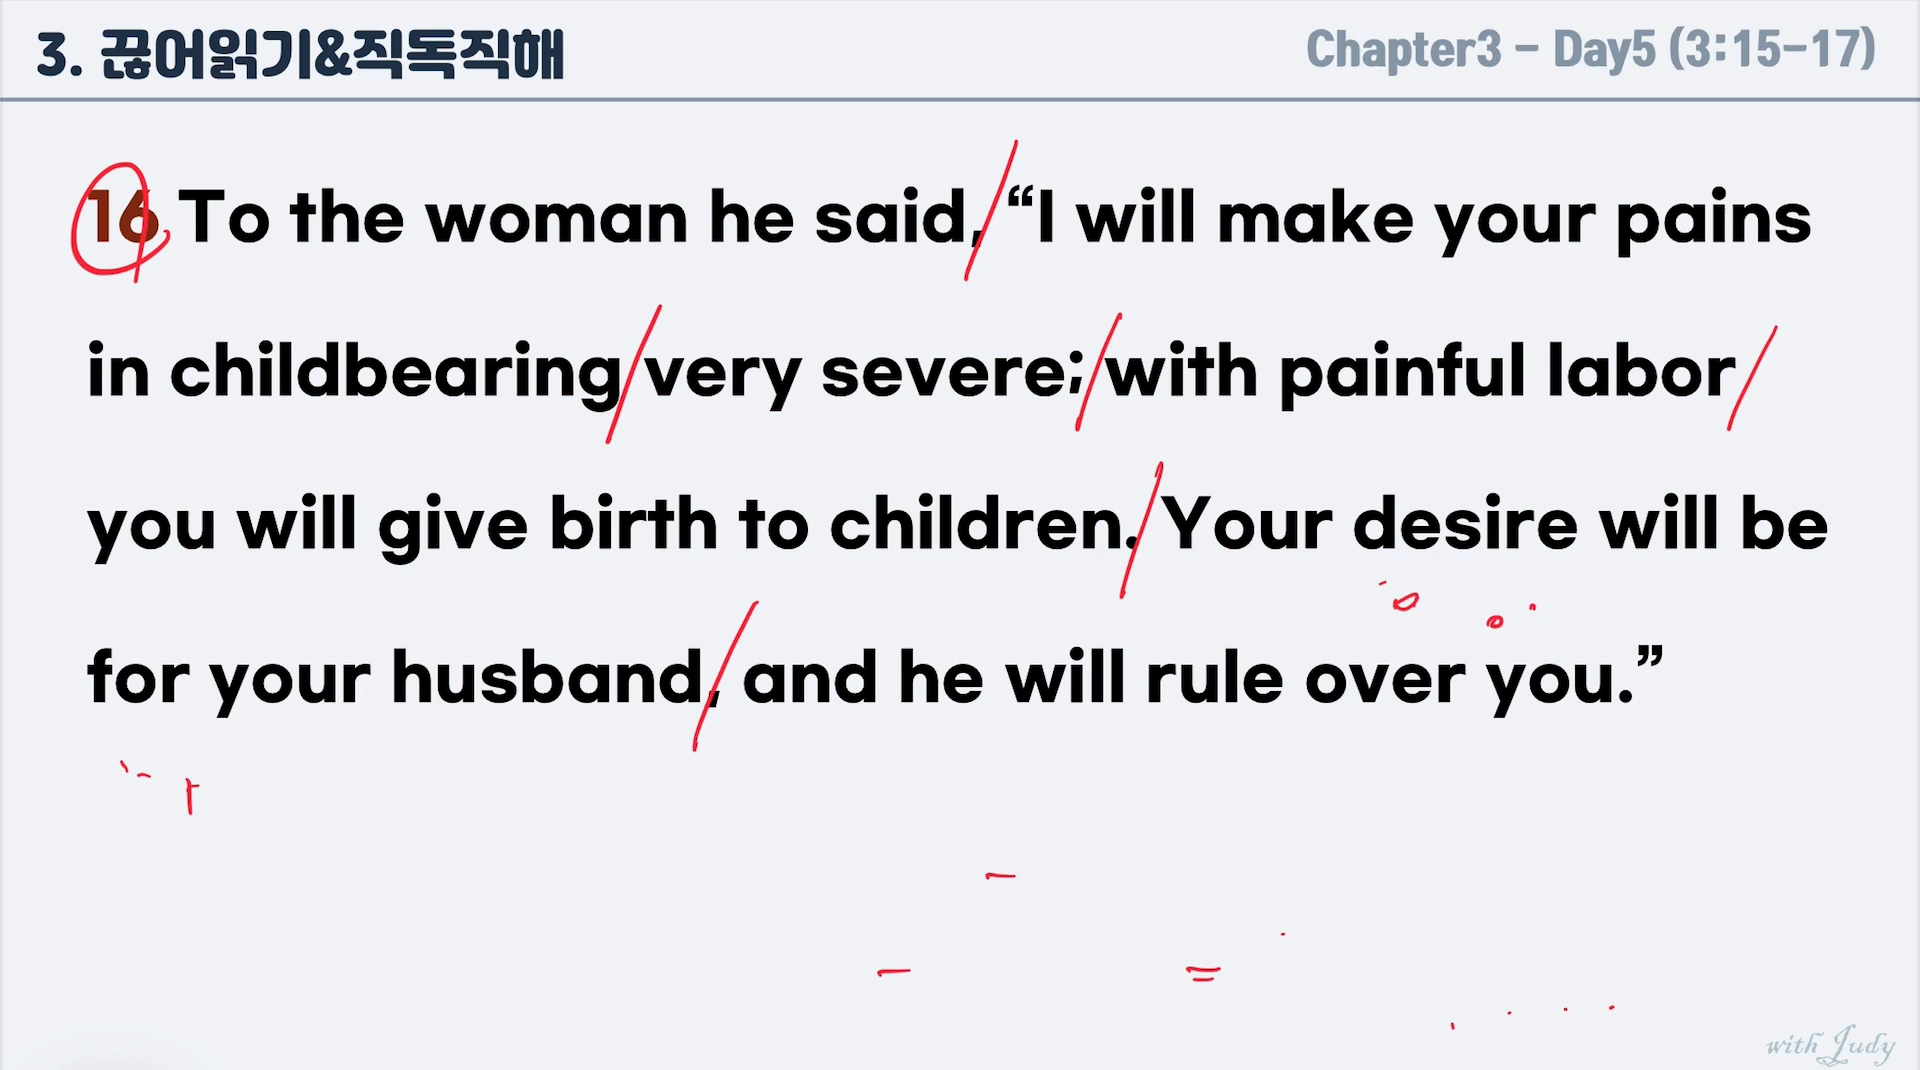 3. 끊어읽기&직독직해
Chapter3 - Day5 (3:15-17)
16 To the woman he said, “I will make your pains
in childbearing very severe; with painful labor
you will give birth to children. Your desire will be
for your husband, and he will rule over you.”
with Judy